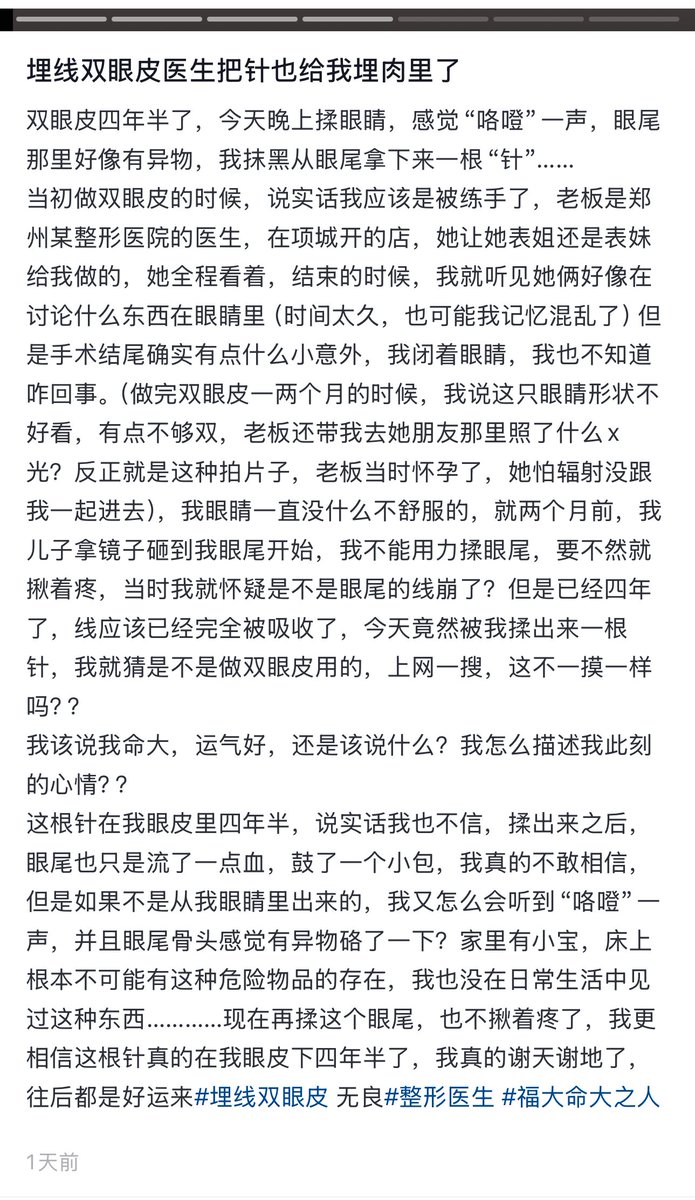 埋线双眼皮医生把针也给我埋肉里了
双眼皮四年半了，今天晚上揉眼睛，感觉“咯噔”一声，眼尾
那里好像有异物，我抹黑从眼尾拿下来一根“针”......
当初做双眼皮的时候，说实话我应该是被练手了，老板是郑
州某整形医院的医生，在项城开的店，她让她表姐还是表妹
给我做的，她全程看着，结束的时候，我就听见她俩好像在
讨论什么东西在眼睛里（时间太久，也可能我记忆混乱了）但
是手术结尾确实有点什么小意外，我闭着眼睛，我也不知道
咋回事。（做完双眼皮一两个月的时候，我说这只眼睛形状不
好看，有点不够双，老板还带我去她朋友那里照了什么x
光？反正就是这种拍片子，老板当时怀孕了，她怕辐射没跟
我一起进去），我眼睛一直没什么不舒服的，就两个月前，我
儿子拿镜子砸到我眼尾开始，我不能用力揉眼尾，要不然就
揪着疼，当时我就怀疑是不是眼尾的线崩了？但是已经四年
了，线应该已经完全被吸收了，今天竟然被我揉出来一根
针，我就猜是不是做双眼皮用的，上网一搜，这不一摸一样
吗？？
我该说我命大，运气好，还是该说什么？我怎么描述我此刻
的心情？？
这根针在我眼皮里四年半，说实话我也不信，揉出来之后，
眼尾也只是流了一点血，鼓了一个小包，我真的不敢相信，
但是如果不是从我眼睛里出来的，我又怎么会听到“咯噔”一
声，并且眼尾骨头感觉有异物硌了一下？家里有小宝，床上
根本不可能有这种危险物品的存在，我也没在日常生活中见
过这种东西............现在再揉这个眼尾，也不揪着疼了，我更
相信这根针真的在我眼皮下四年半了，我真的谢天谢地了，
往后都是好运来#埋线双眼皮 无良#整形医生 #福大命大之人
1天前